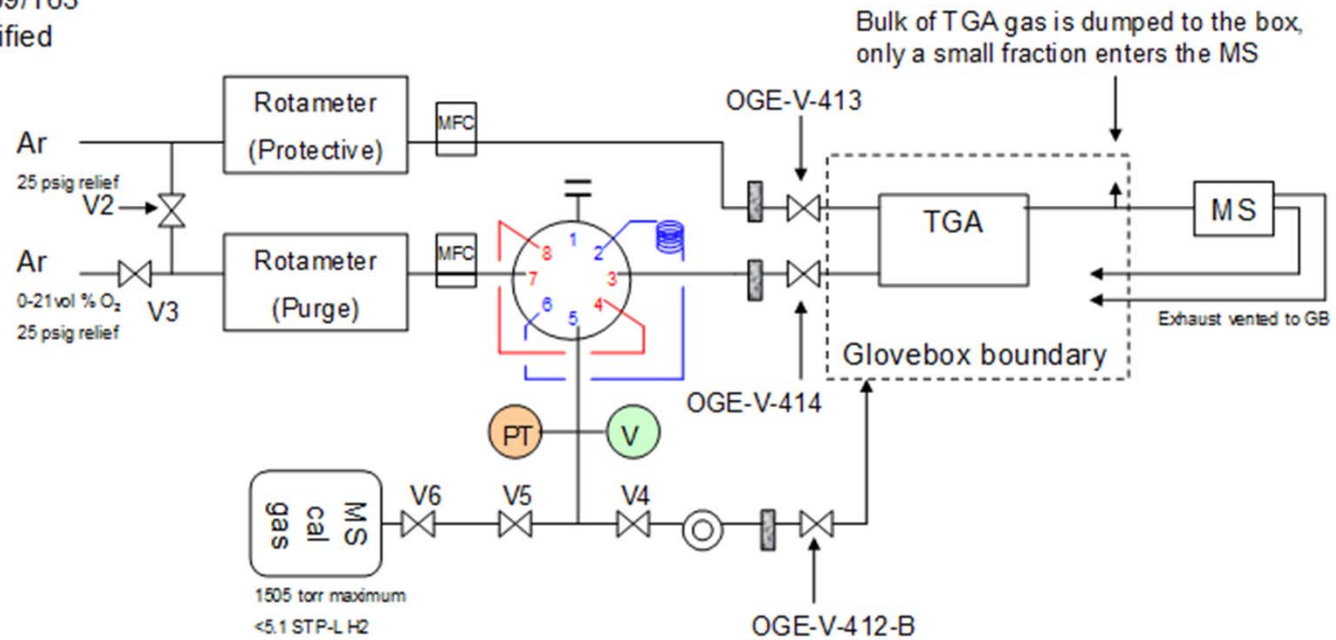 Bulk of TGA gas is dumped to the box,
only a small fraction enters the MS
Rotameter
(Protective)
MFC
OGE-V-413
Ar
25 psig relief
V2
TGA
MS
1
2
3
4
5
6
7
8
Ar
0-21vol % O₂
25 psig relief
V3
Rotameter
(Purge)
MFC
Exhaust vented to GB
Glovebox boundary
OGE-V-414
PT
V
MS
cal
gas
V6
V5
V4
1505 torr maximum
<5.1 STP-L H2
OGE-V-412-B